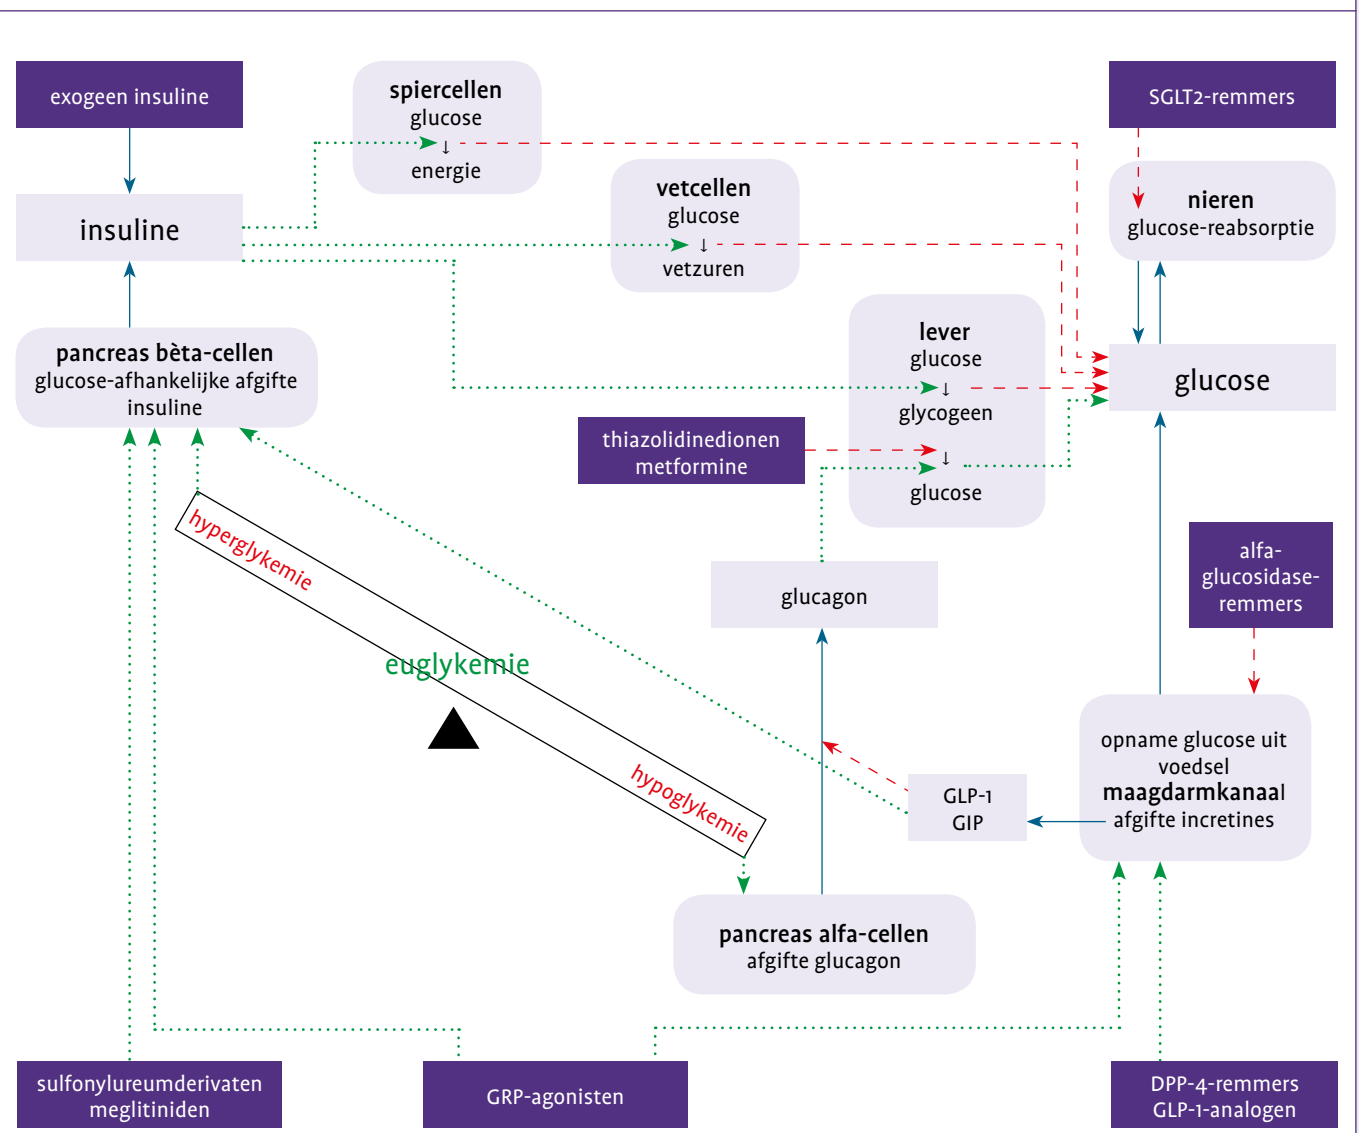 exogeen insuline
spiercellen
glucose
↓
energie
SGLT2-remmers
insuline
vetcellen
glucose
↓
vetzuren
nieren
glucose-reabsorptie
pancreas bèta-cellen
glucose-afhankelijke afgifte
insuline
lever
glucose
↓
glycogeen
↓
glucose
glucose
thiazolidinedionen
metformine
hyperglykemie
euglykemie
hypoglykemie
glucagon
alfa-
glucosidase-
remmers
opname glucose uit
voedsel
maagdarmkanaal
afgifte incretines
GLP-1
GIP
pancreas alfa-cellen
afgifte glucagon
sulfonylureumderivaten
meglitiniden
GRP-agonisten
DPP-4-remmers
GLP-1-analogen